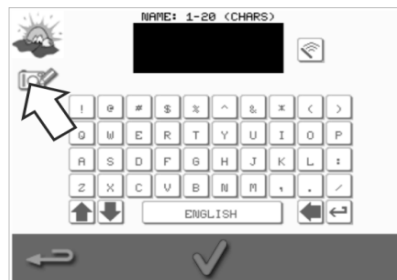 NAME: 1-20 (CHARS)
! @ # $ % ^ & * ( )
Q W E R T Y U I O P
A S D F G H J K L :
Z X C V B N M , . /
ENGLISH